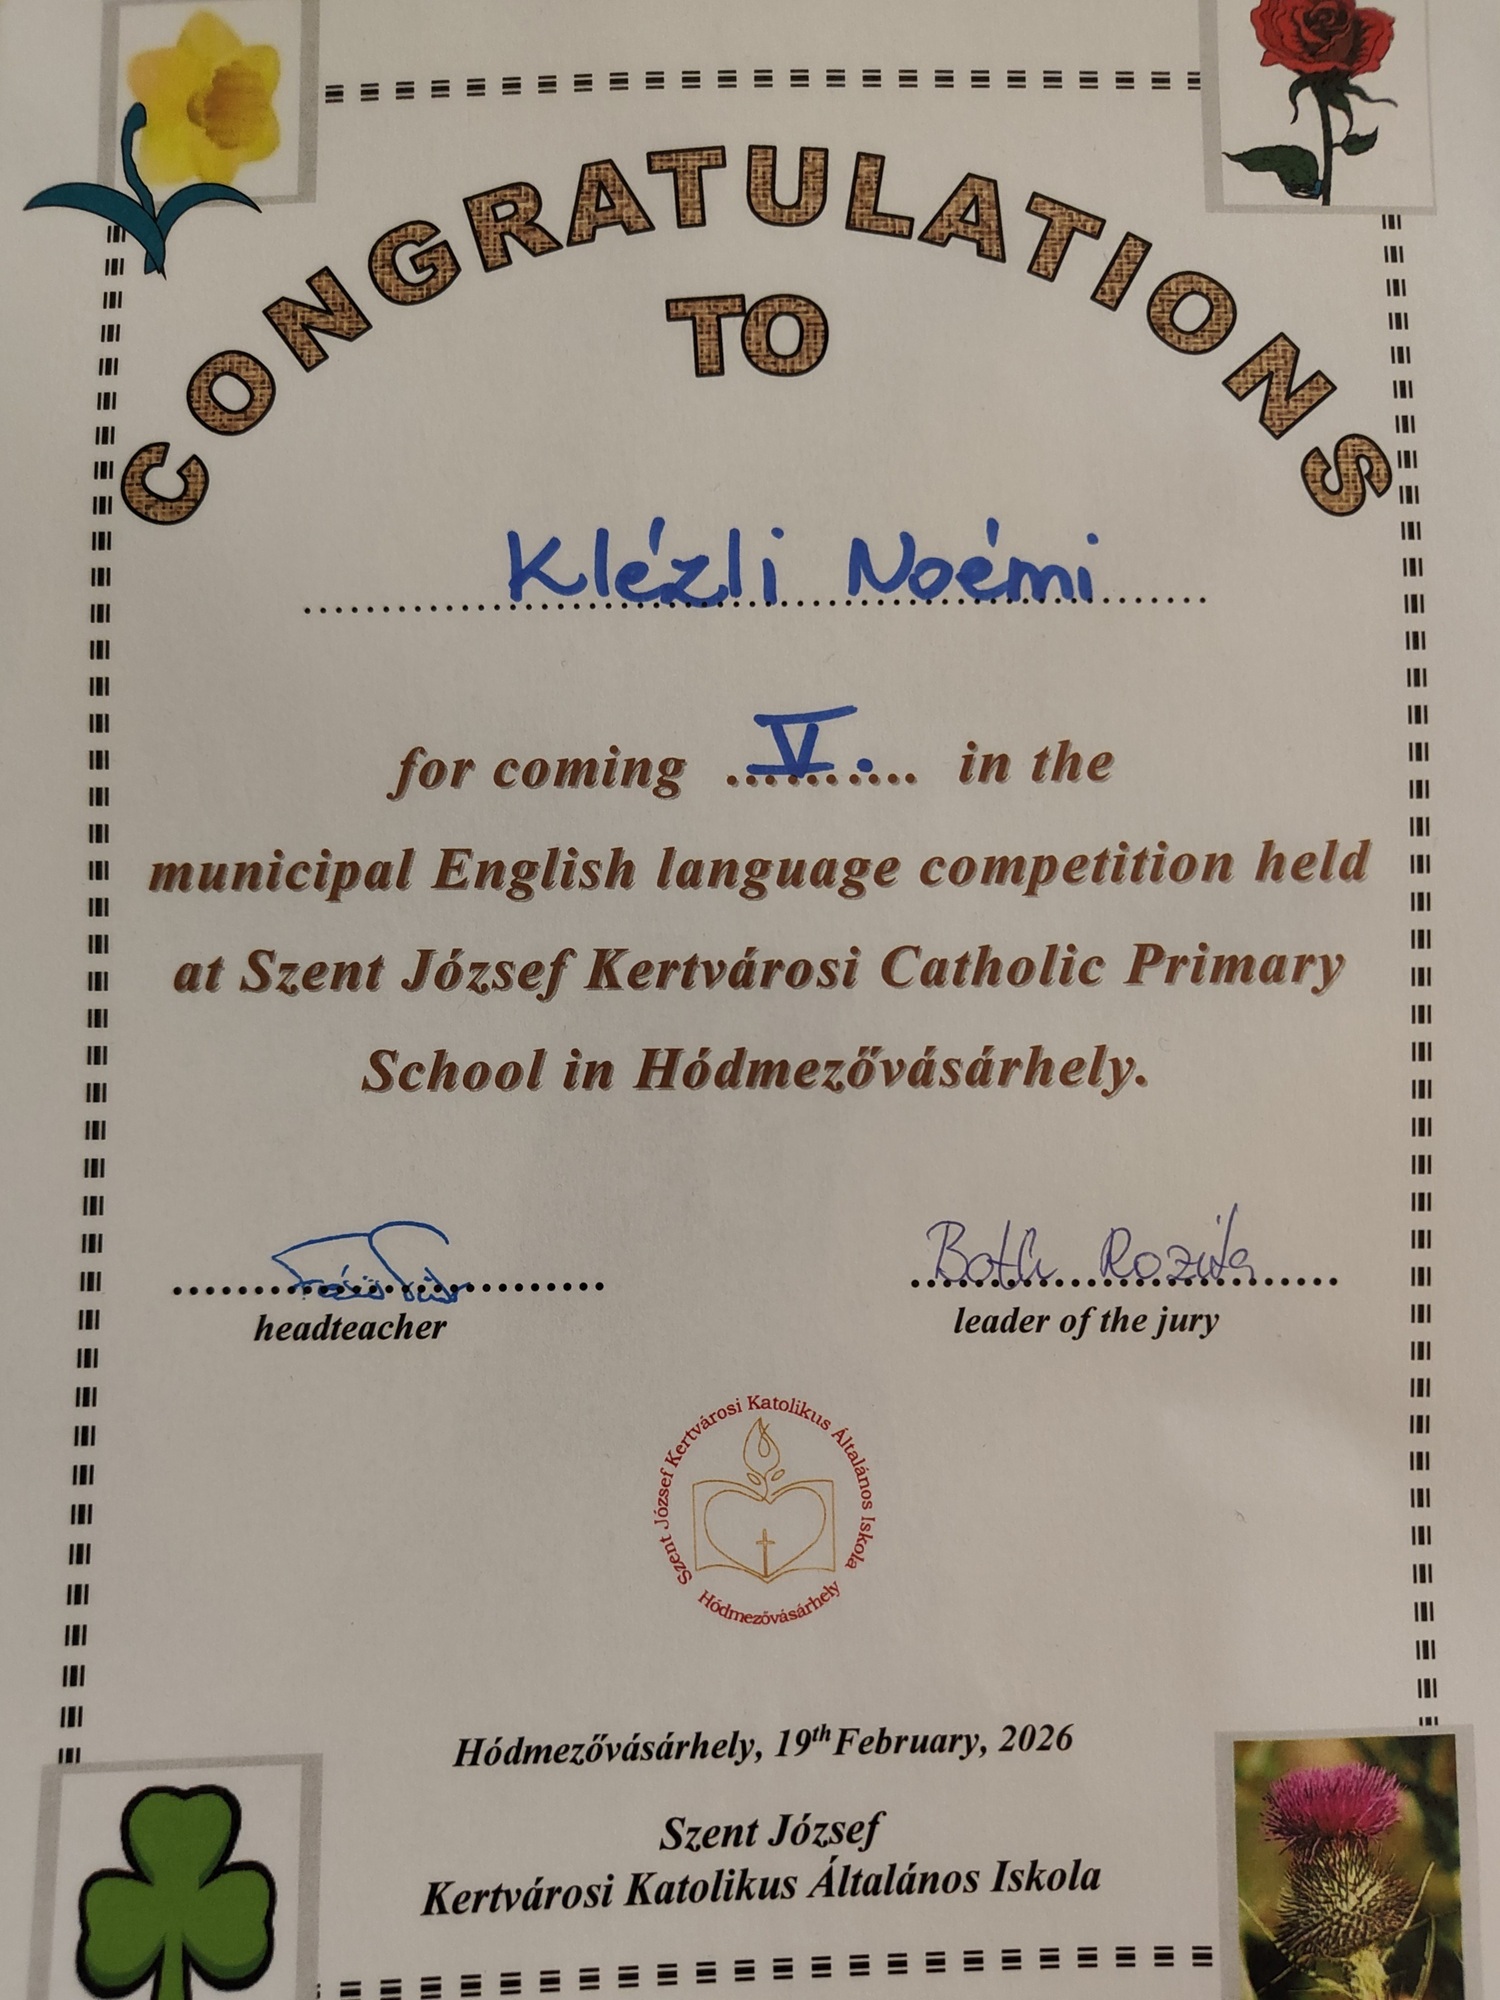 CONGRATULATIONS
TO
Klézli Noémi
for coming V. in the
municipal English language competition held
at Szent József Kertvárosi Catholic Primary
School in Hódmezővásárhely.
Both Rozita
headteacher
leader of the jury
Szent József Kertvárosi Katolikus Általános Iskola
Hódmezővásárhely
Hódmezővásárhely, 19th February, 2026
Szent József
Kertvárosi Katolikus Általános Iskola